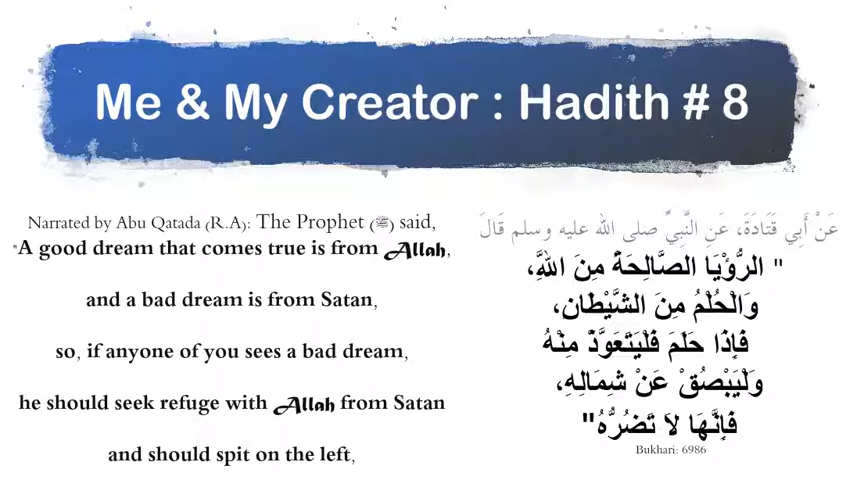 Me & My Creator : Hadith # 8
Narrated by Abu Qatada (R.A): The Prophet (ﷺ) said,
"A good dream that comes true is from Allah,
and a bad dream is from Satan,
so, if anyone of you sees a bad dream,
he should seek refuge with Allah from Satan
and should spit on the left,
عَنْ أَبِي قَتَادَةَ، عَنِ النَّبِيِّ صلى الله عليه وسلم قَالَ
" الرُّؤْيَا الصَّالِحَةُ مِنَ اللَّهِ،
وَالْحُلْمُ مِنَ الشَّيْطَانِ،
فَإِذَا حَلَمَ فَلْيَتَعَوَّذْ مِنْهُ
وَلْيَبْصُقْ عَنْ شِمَالِهِ،
فَإِنَّهَا لاَ تَضُرُّهُ"
Bukhari: 6986